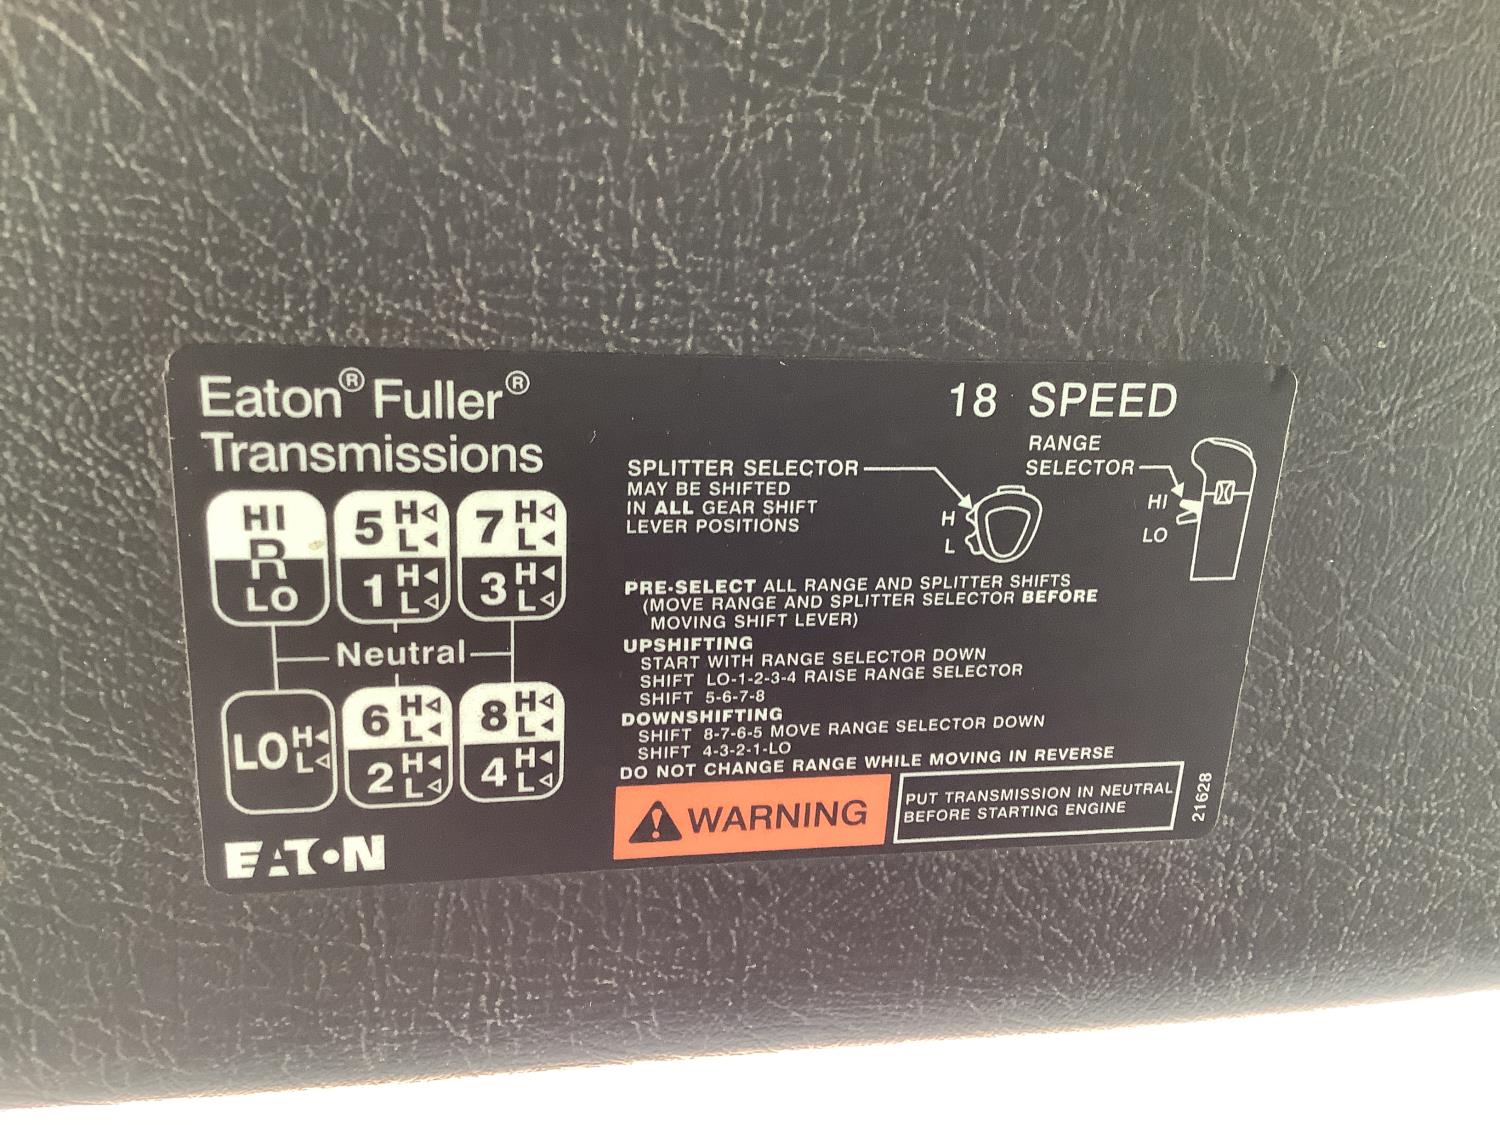 Eaton® Fuller®
Transmissions
18 SPEED
HI
R
LO
5 H L
1 H L
7 H L
3 H L
Neutral
LO H L
6 H L
2 H L
8 H L
4 H L
EATON
SPLITTER SELECTOR
MAY BE SHIFTED
IN ALL GEAR SHIFT
LEVER POSITIONS
H
L
RANGE
SELECTOR
HI
LO
PRE-SELECT ALL RANGE AND SPLITTER SHIFTS
(MOVE RANGE AND SPLITTER SELECTOR BEFORE
MOVING SHIFT LEVER)
UPSHIFTING
START WITH RANGE SELECTOR DOWN
SHIFT LO-1-2-3-4 RAISE RANGE SELECTOR
SHIFT 5-6-7-8
DOWNSHIFTING
SHIFT 8-7-6-5 MOVE RANGE SELECTOR DOWN
SHIFT 4-3-2-1-LO
DO NOT CHANGE RANGE WHILE MOVING IN REVERSE
WARNING
PUT TRANSMISSION IN NEUTRAL
BEFORE STARTING ENGINE
21628